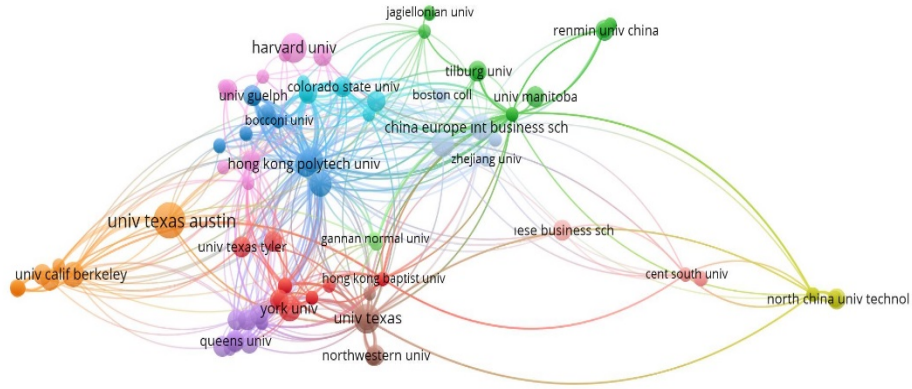 jagiellonian univ
renmin univ china
harvard univ
tilburg univ
colorado state univ
univ guelph
boston coll
univ manitoba
bocconi univ
china europe int business sch
hong kong polytech univ
zhejiang univ
univ texas austin
iese business sch
gannan normal univ
univ texas tyler
univ calif berkeley
cent south univ
hong kong baptist univ
north china univ technol
york univ
univ texas
queens univ
northwestern univ